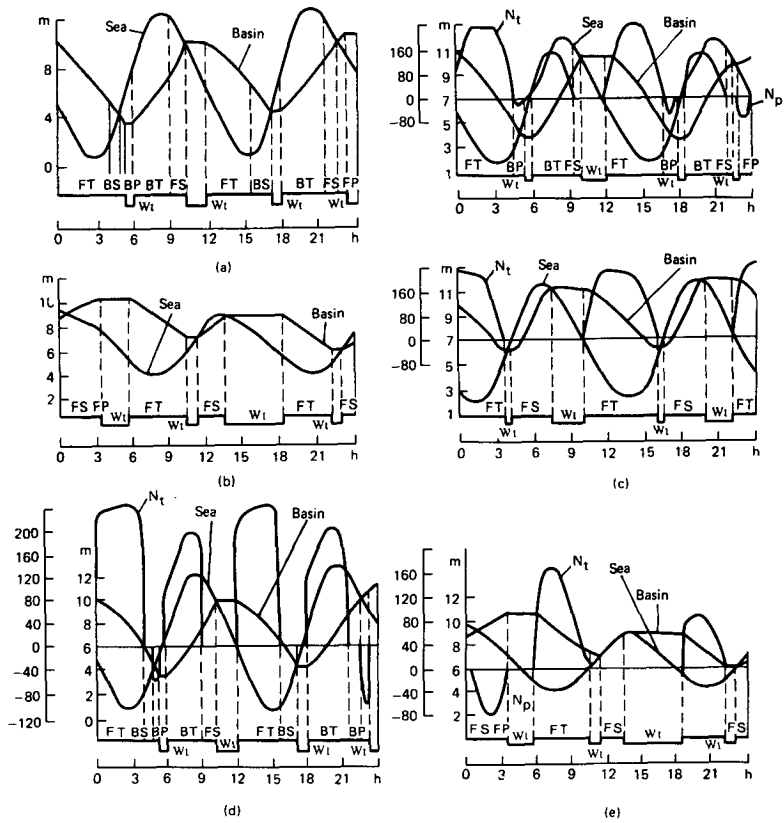 m
Sea
Basin
8
4
0
FT BS BP BT FS FT BS BT FS FP
Wt Wt Wt Wt
0 3 6 9 12 15 18 21 h
(a)
m
Nt
Sea
Basin
160
80
0
-80
11
9
7
5
3
1
Np
FT BP BT FS Wt FT BP BT FS FP
Wt Wt Wt
0 3 6 9 12 15 18 21 h
m
10
8
6
4
2
Sea
Basin
FS FP FT FS FT FS
Wt Wt Wt Wt
0 3 6 9 12 15 18 21 h
(b)
m
Nt
Sea
Basin
160
80
0
-80
11
9
7
5
3
1
FT FS Wt FT FS Wt FT
Wt Wt
0 3 6 9 12 15 18 21 h
(c)
Nt
Sea
Basin
200
160
120
80
40
0
-40
-80
-120
m
12
10
8
6
4
2
0
FT BS BP BT FS FT BS BT BP
Wt Wt Wt Wt
0 3 6 9 12 15 18 21 h
(d)
m
Nt
Sea
Basin
160
120
80
40
0
-40
-80
12
10
8
6
4
2
Np
FS FP FT FS FT FS
Wt Wt Wt Wt
0 3 6 9 12 15 18 21 h
(e)